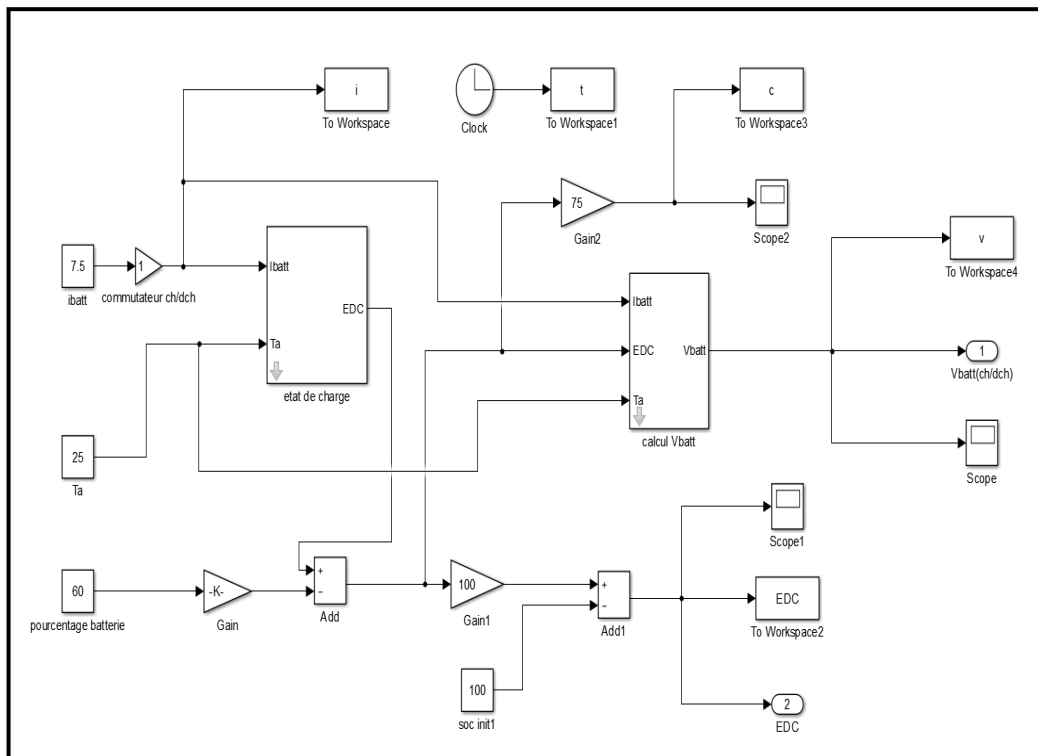 i
To Workspace
Clock
t
To Workspace1
c
To Workspace3
75
Gain2
Scope2
v
To Workspace4
7.5
ibatt
1
commutateur ch/dch
Ibatt
Ta
EDC
etat de charge
Ibatt
EDC
Ta
Vbatt
calcul Vbatt
1
Vbatt(ch/dch)
Scope
25
Ta
60
pourcentage batterie
-K-
Gain
+
−
Add
100
Gain1
+
−
Add1
100
soc init1
Scope1
EDC
To Workspace2
2
EDC